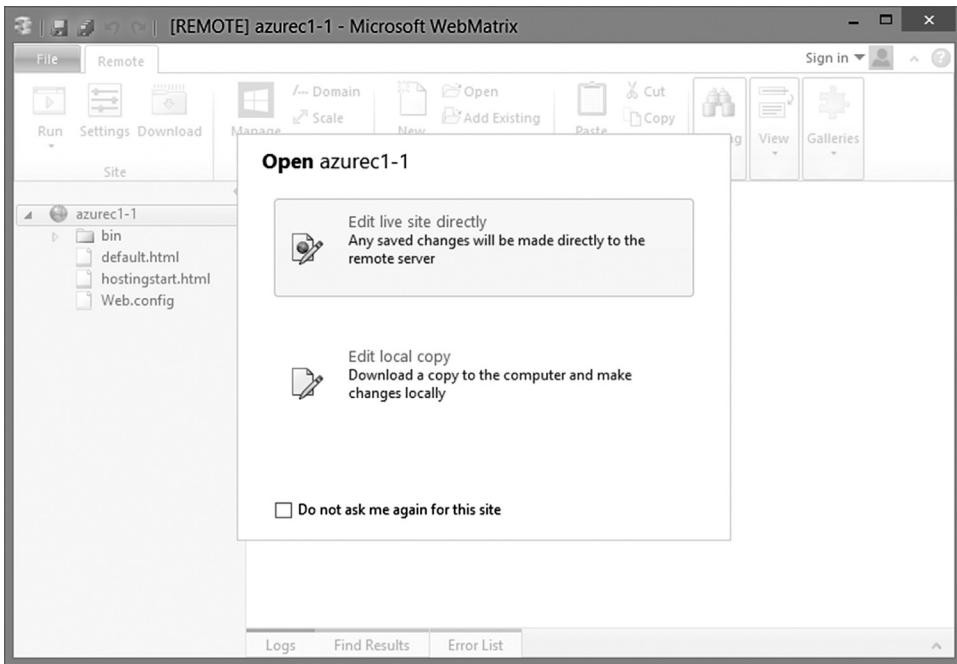 [REMOTE] azurec1-1 - Microsoft WebMatrix
File
Remote
Sign in
Run
Settings
Download
Site
Manage
Domain
Scale
New
Open
Add Existing
Paste
Cut
Copy
View
Galleries
azurec1-1
bin
default.html
hostingstart.html
Web.config
Open azurec1-1
Edit live site directly
Any saved changes will be made directly to the
remote server
Edit local copy
Download a copy to the computer and make
changes locally
Do not ask me again for this site
Logs
Find Results
Error List